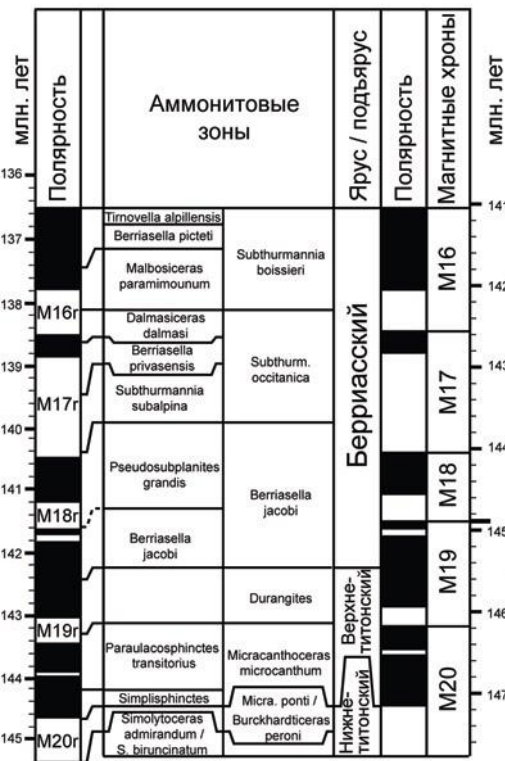 млн. лет
Полярность
Аммонитовые
зоны
Ярус / подъярус
Полярность
Магнитные хроны
млн. лет
136
137
138
139
140
141
142
143
144
145
M16r
M17r
M18r
M19r
M20r
Tirnovella alpillensis
Berriasella picteti
Malbosiceras
paramimounum
Dalmasiceras
dalmasi
Berriasella
privasensis
Subthurmannia
subalpina
Pseudosubplanites
grandis
Berriasella
jacobi
Paraulacosphinctes
transitorius
Simplisphinctes
Simolytoceras
admirandum /
S. biruncinatum
Subthurmannia
boissieri
Subthurm.
occitanica
Berriasella
jacobi
Durangites
Micracanthoceras
microcanthum
Micra. ponti /
Burckhardticeras
peroni
Берриасский
Верхне-
титонский
Нижне-
титонский
M16
M17
M18
M19
M20
141
142
143
144
145
146
147